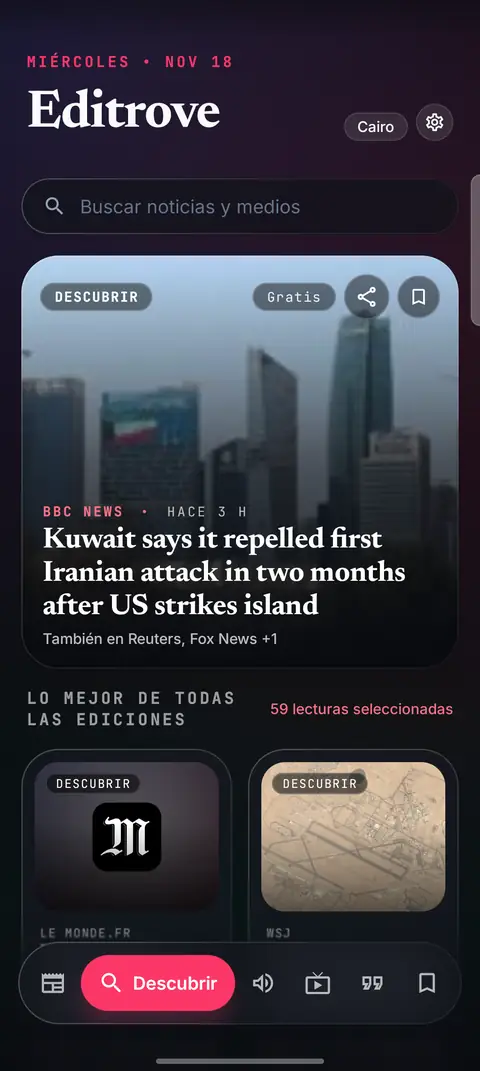 MIÉRCOLES • NOV 18
Editrove
Cairo
Buscar noticias y medios
DESCUBRIR
Gratis
BBC NEWS • HACE 3 H
Kuwait says it repelled first
Iranian attack in two months
after US strikes island
También en Reuters, Fox News +1
LO MEJOR DE TODAS
LAS EDICIONES
59 lecturas seleccionadas
DESCUBRIR
DESCUBRIR
M
LE MONDE.FR
WSJ
Descubrir